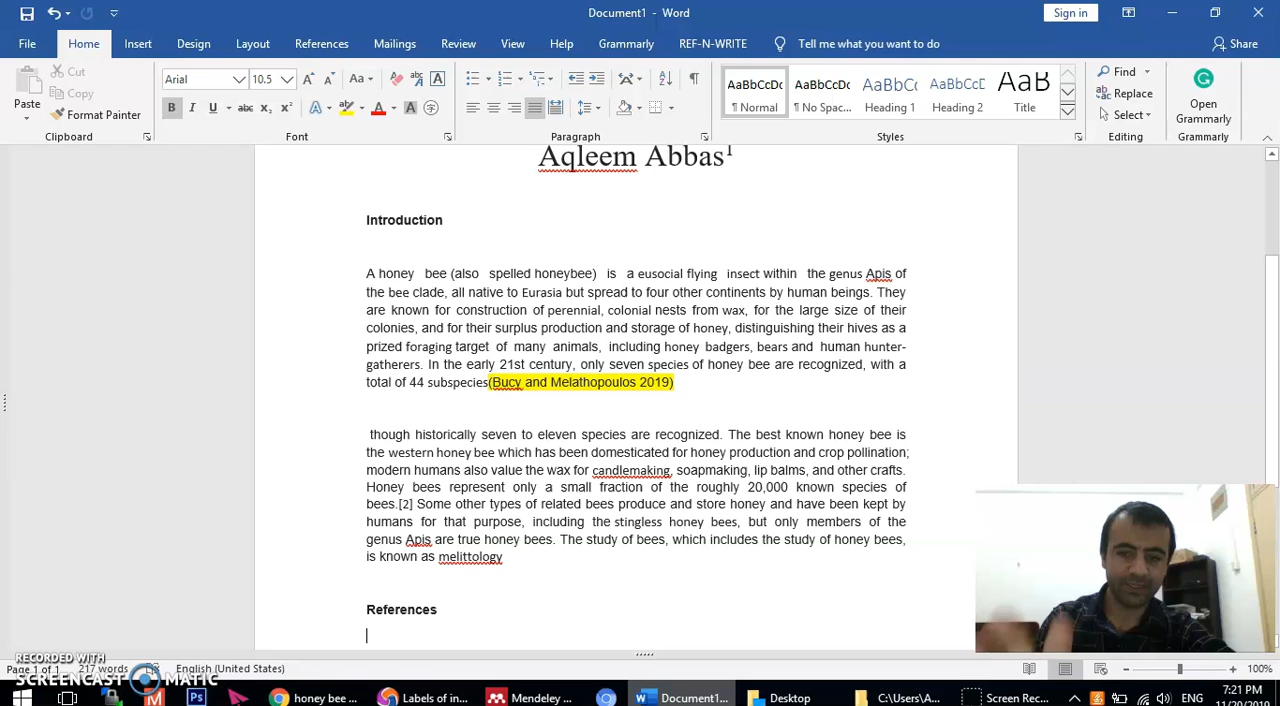 Document1 - Word
Sign in
File Home Insert Design Layout References Mailings Review View Help Grammarly REF-N-WRITE Tell me what you want to do Share
Paste
Cut
Copy
Format Painter
Clipboard
Arial 10.5
Font
Paragraph
AaBbCcDc AaBbCcDc AaBbC AaBbCcD AaB
¶ Normal ¶ No Spac... Heading 1 Heading 2 Title
Styles
Find
Replace
Select
Editing
Open
Grammarly
Grammarly
Aqleem Abbas1
Introduction
A honey bee (also spelled honeybee) is a eusocial flying insect within the genus Apis of
the bee clade, all native to Eurasia but spread to four other continents by human beings. They
are known for construction of perennial, colonial nests from wax, for the large size of their
colonies, and for their surplus production and storage of honey, distinguishing their hives as a
prized foraging target of many animals, including honey badgers, bears and human hunter-
gatherers. In the early 21st century, only seven species of honey bee are recognized, with a
total of 44 subspecies(Bucy and Melathopoulos 2019)
though historically seven to eleven species are recognized. The best known honey bee is
the western honey bee which has been domesticated for honey production and crop pollination;
modern humans also value the wax for candlemaking, soapmaking, lip balms, and other crafts.
Honey bees represent only a small fraction of the roughly 20,000 known species of
bees.[2] Some other types of related bees produce and store honey and have been kept by
humans for that purpose, including the stingless honey bees, but only members of the
genus Apis are true honey bees. The study of bees, which includes the study of honey bees,
is known as melittology
References
RECORDED WITH
SCREENCAST MATIC
Page 1 of 1 217 words English (United States) 100%
honey bee ... Labels of in... Mendeley ... Document1... Desktop C:\Users\A... Screen Rec... ENG
7:21 PM
11/20/2019